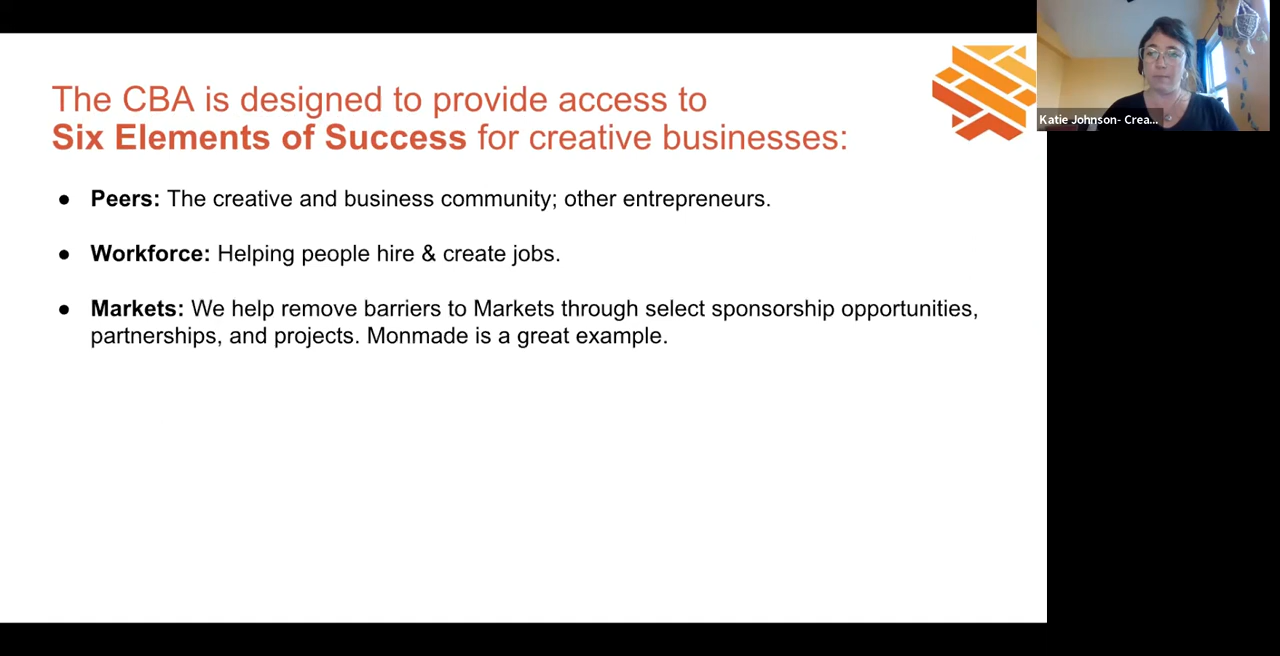 The CBA is designed to provide access to
Six Elements of Success for creative businesses:
● Peers: The creative and business community; other entrepreneurs.
● Workforce: Helping people hire & create jobs.
● Markets: We help remove barriers to Markets through select sponsorship opportunities,
partnerships, and projects. Monmade is a great example.
Katie Johnson- Crea...